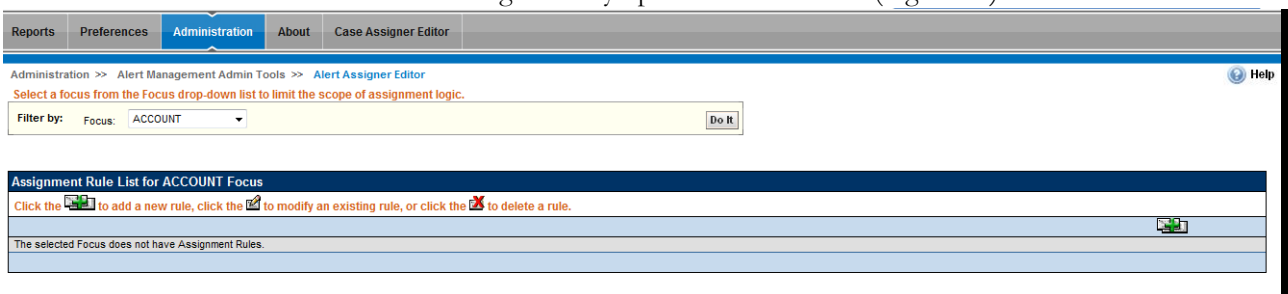 Reports Preferences Administration About Case Assigner Editor
Administration >> Alert Management Admin Tools >> Alert Assigner Editor Help
Select a focus from the Focus drop-down list to limit the scope of assignment logic.
Filter by: Focus: ACCOUNT Do It
Assignment Rule List for ACCOUNT Focus
Click the to add a new rule, click the to modify an existing rule, or click the to delete a rule.
The selected Focus does not have Assignment Rules.